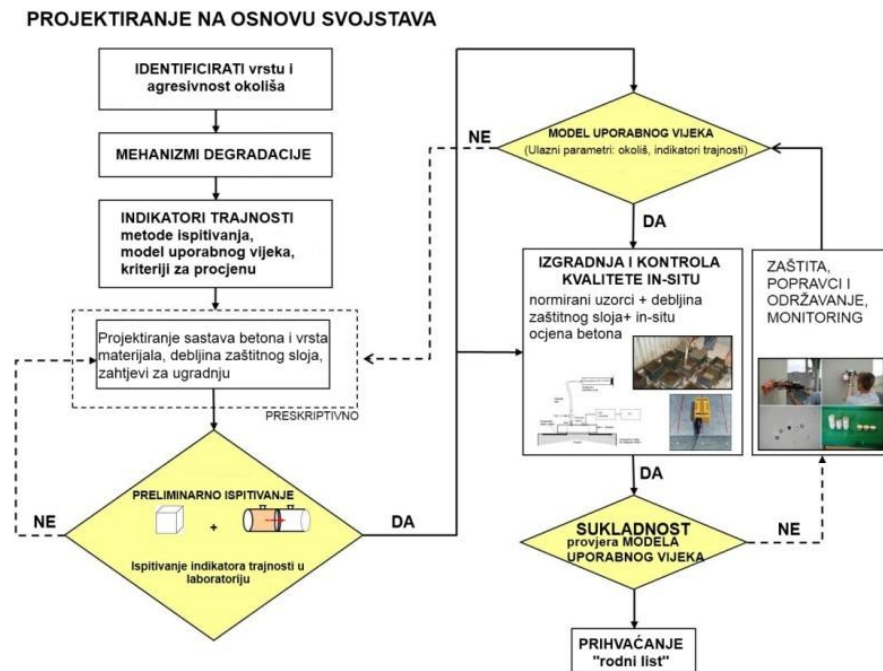 PROJEKTIRANJE NA OSNOVU SVOJSTAVA
IDENTIFICIRATI vrstu i
agresivnost okoliša
MEHANIZMI DEGRADACIJE
INDIKATORI TRAJNOSTI
metode ispitivanja,
model uporabnog vijeka,
kriteriji za procjenu
Projektiranje sastava betona i vrsta
materijala, debljina zaštitnog sloja,
zahtjevi za ugradnju
PRESKRIPTIVNO
PRELIMINARNO ISPITIVANJE
+
Ispitivanje indikatora trajnosti u
laboratoriju
NE
DA
MODEL UPORABNOG VIJEKA
(Ulazni parametri: okoliš, indikatori trajnosti)
NE
DA
IZGRADNJA I KONTROLA
KVALITETE IN-SITU
normirani uzorci + debljina
zaštitnog sloja+ in-situ
ocjena betona
DA
ZAŠTITA,
POPRAVCI I
ODRŽAVANJE,
MONITORING
SUKLADNOST
provjera MODELA
UPORABNOG VIJEKA
NE
PRIHVAĆANJE
"rodni list"